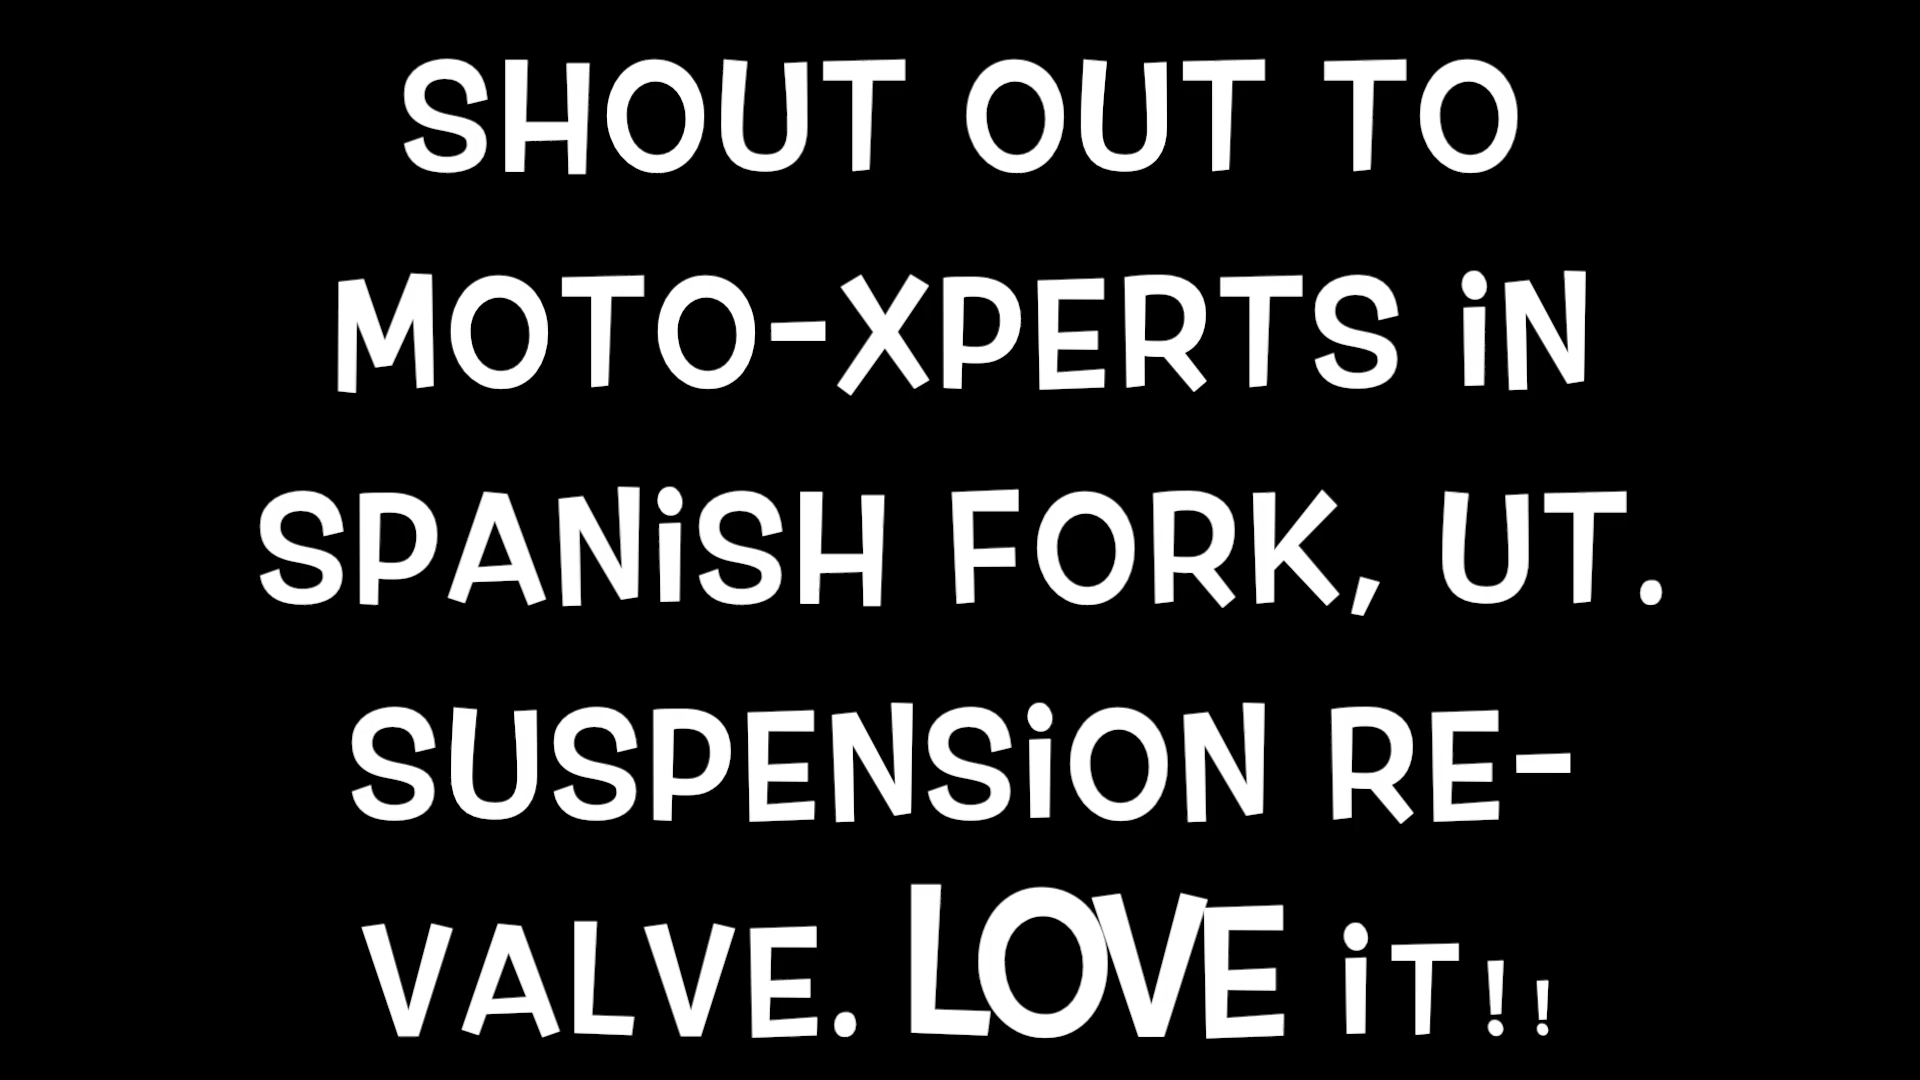 SHOUT OUT TO
MOTO-XPERTS iN
SPANiSH FORK, UT.
SUSPENSiON RE-
VALVE. LOVE iT!!